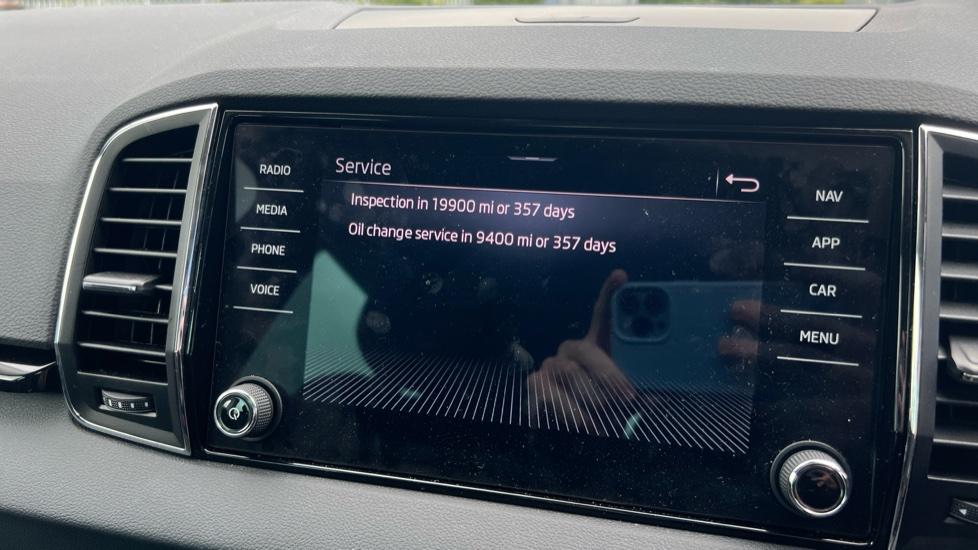 RADIO
MEDIA
PHONE
VOICE
Service
Inspection in 19900 mi or 357 days
Oil change service in 9400 mi or 357 days
NAV
APP
CAR
MENU